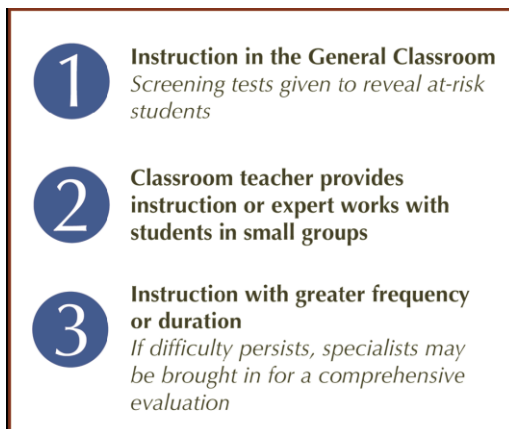 1
Instruction in the General Classroom
Screening tests given to reveal at-risk
students
2
Classroom teacher provides
instruction or expert works with
students in small groups
3
Instruction with greater frequency
or duration
If difficulty persists, specialists may
be brought in for a comprehensive
evaluation